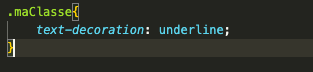 .maClasse{
    text-decoration: underline;
}